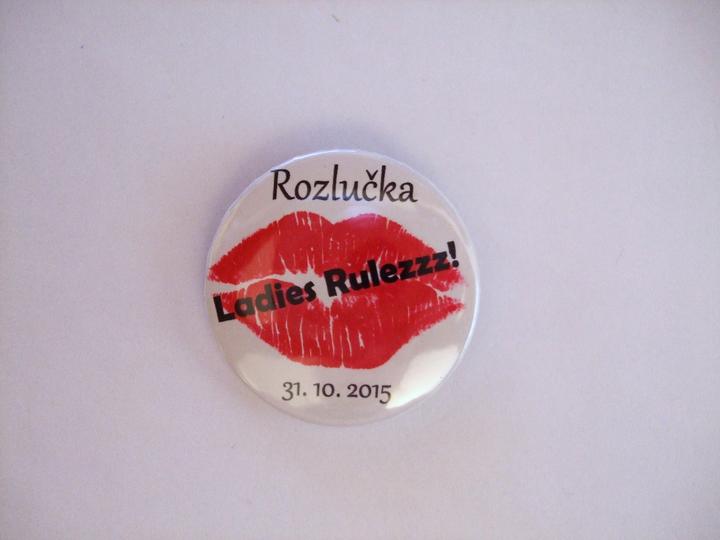 Rozlučka
Ladies Rulezzz!
31. 10. 2015